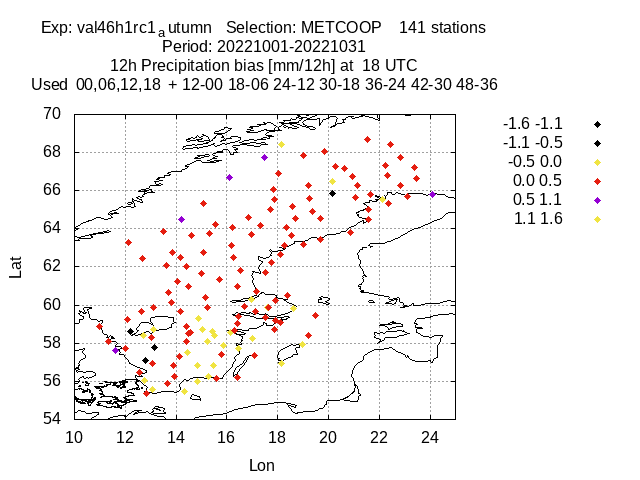 Exp: val46h1rc1autumn   Selection: METCOOP    141 stations
Period: 20221001-20221031
12h Precipitation bias [mm/12h] at  18 UTC
Used  00,06,12,18  + 12-00 18-06 24-12 30-18 36-24 42-30 48-36
70
68
66
64
62
60
58
56
54
Lat
10 12 14 16 18 20 22 24
Lon
-1.6 -1.1
-1.1 -0.5
-0.5 0.0
0.0 0.5
0.5 1.1
1.1 1.6